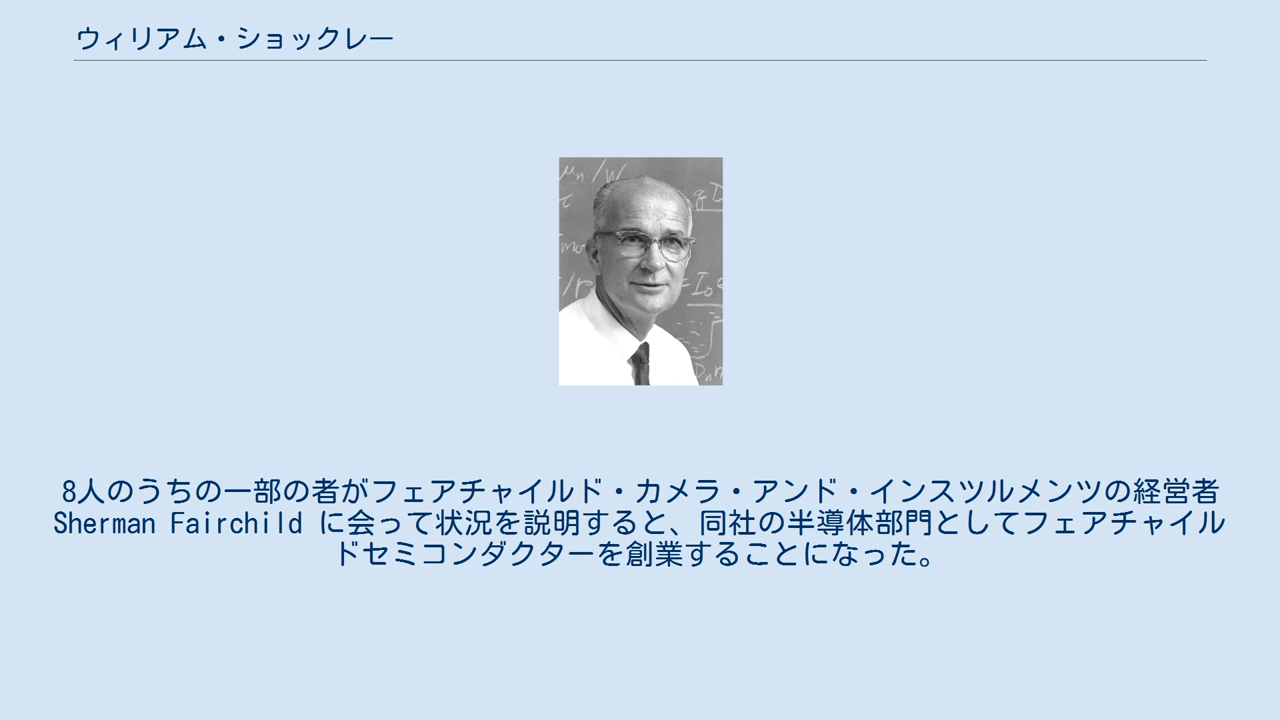 ウィリアム・ショックレー
μn /W
8人のうちの一部の者がフェアチャイルド・カメラ・アンド・インスツルメンツの経営者
Sherman Fairchild に会って状況を説明すると、同社の半導体部門としてフェアチャイル
ドセミコンダクターを創業することになった。